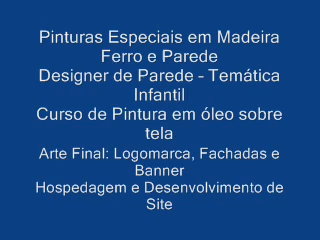 Pinturas Especiais em Madeira
Ferro e Parede
Designer de Parede - Temática
Infantil
Curso de Pintura em óleo sobre
tela
Arte Final: Logomarca, Fachadas e
Banner
Hospedagem e Desenvolvimento de
Site